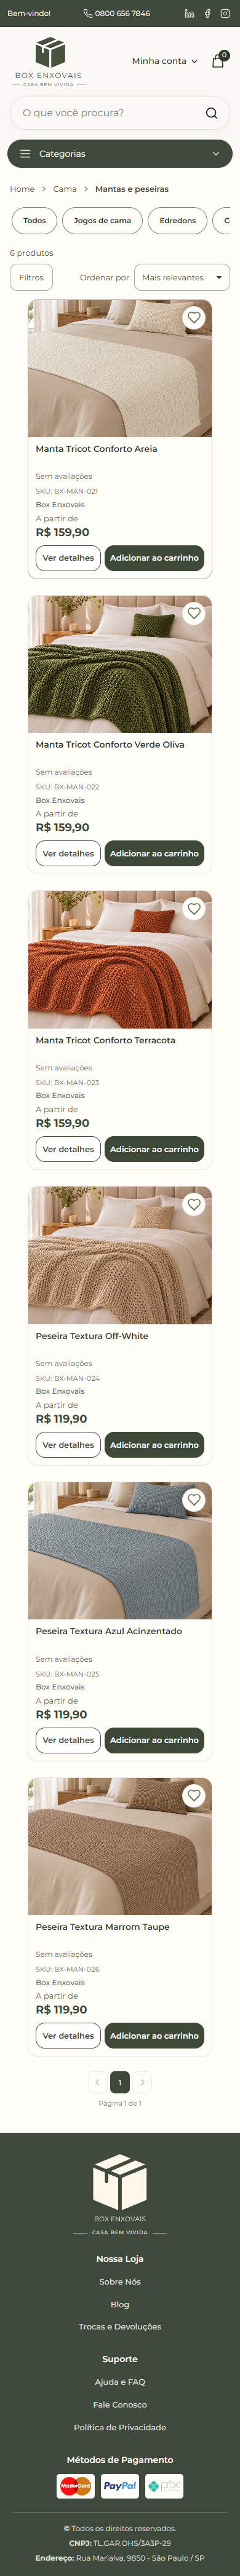 Bem-vindo!
0800 656 7846
BOX ENXOVAIS
CASA BEM VIVIDA
Minha conta
0
O que você procura?
Categorias
Home > Cama > Mantas e peseiras
Todos
Jogos de cama
Edredons
6 produtos
Filtros
Ordenar por
Mais relevantes
Manta Tricot Conforto Areia
Sem avaliações
SKU: BX-MAN-021
Box Enxovais
A partir de
R$ 159,90
Ver detalhes
Adicionar ao carrinho
Manta Tricot Conforto Verde Oliva
Sem avaliações
SKU: BX-MAN-022
Box Enxovais
A partir de
R$ 159,90
Ver detalhes
Adicionar ao carrinho
Manta Tricot Conforto Terracota
Sem avaliações
SKU: BX-MAN-023
Box Enxovais
A partir de
R$ 159,90
Ver detalhes
Adicionar ao carrinho
Peseira Textura Off-White
Sem avaliações
SKU: BX-MAN-024
Box Enxovais
A partir de
R$ 119,90
Ver detalhes
Adicionar ao carrinho
Peseira Textura Azul Acinzentado
Sem avaliações
SKU: BX-MAN-025
Box Enxovais
A partir de
R$ 119,90
Ver detalhes
Adicionar ao carrinho
Peseira Textura Marrom Taupe
Sem avaliações
SKU: BX-MAN-026
Box Enxovais
A partir de
R$ 119,90
Ver detalhes
Adicionar ao carrinho
1
Página 1 de 1
BOX ENXOVAIS
CASA BEM VIVIDA
Nossa Loja
Sobre Nós
Blog
Trocas e Devoluções
Suporte
Ajuda e FAQ
Fale Conosco
Política de Privacidade
Métodos de Pagamento
MasterCard
PayPal
pix
© Todos os direitos reservados.
CNPJ: TL.GAR.OHS/3A3P-29
Endereço: Rua Marialva, 9850 - São Paulo / SP